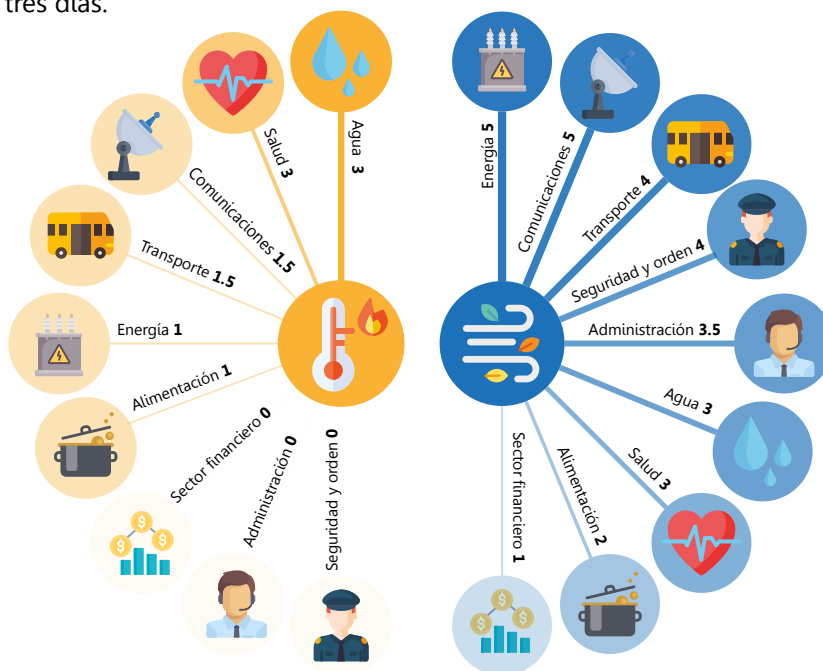 tres días.
Agua 3
Salud 3
Comunicaciones 1.5
Transporte 1.5
Energía 1
Alimentación 1
Sector financiero 0
Administración 0
Seguridad y orden 0
Energía 5
Comunicaciones 5
Transporte 4
Seguridad y orden 4
Administración 3.5
Agua 3
Salud 3
Alimentación 2
Sector financiero 1